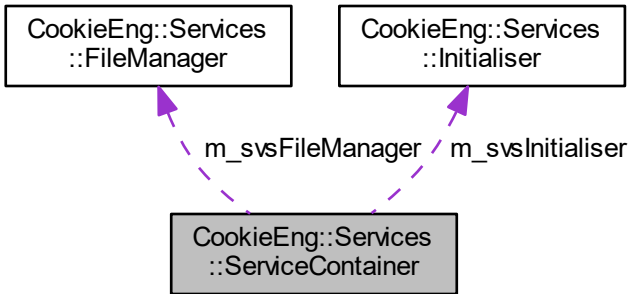 CookieEng::Services
::FileManager
CookieEng::Services
::Initialiser
m_svsFileManager
m_svsInitialiser
CookieEng::Services
::ServiceContainer